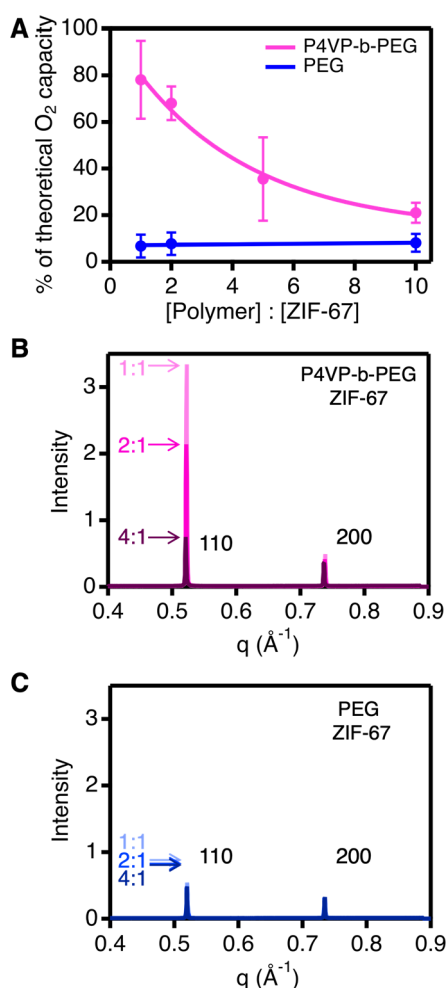 A
P4VP-b-PEG
PEG
% of theoretical O₂ capacity
100
80
60
40
20
0
0 2 4 6 8 10
[Polymer] : [ZIF-67]
B
P4VP-b-PEG
ZIF-67
1:1
2:1
4:1
110
200
Intensity
3
2
1
0
0.4 0.5 0.6 0.7 0.8 0.9
q (Å⁻¹)
C
PEG
ZIF-67
1:1
2:1
4:1
110
200
Intensity
3
2
1
0
0.4 0.5 0.6 0.7 0.8 0.9
q (Å⁻¹)